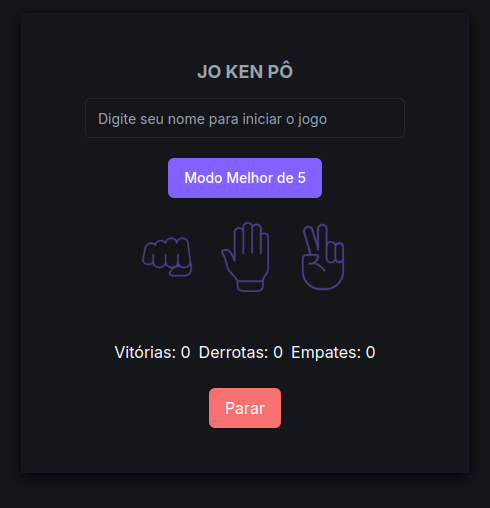 JO KEN PÔ
Digite seu nome para iniciar o jogo
Modo Melhor de 5
Vitórias: 0 Derrotas: 0 Empates: 0
Parar